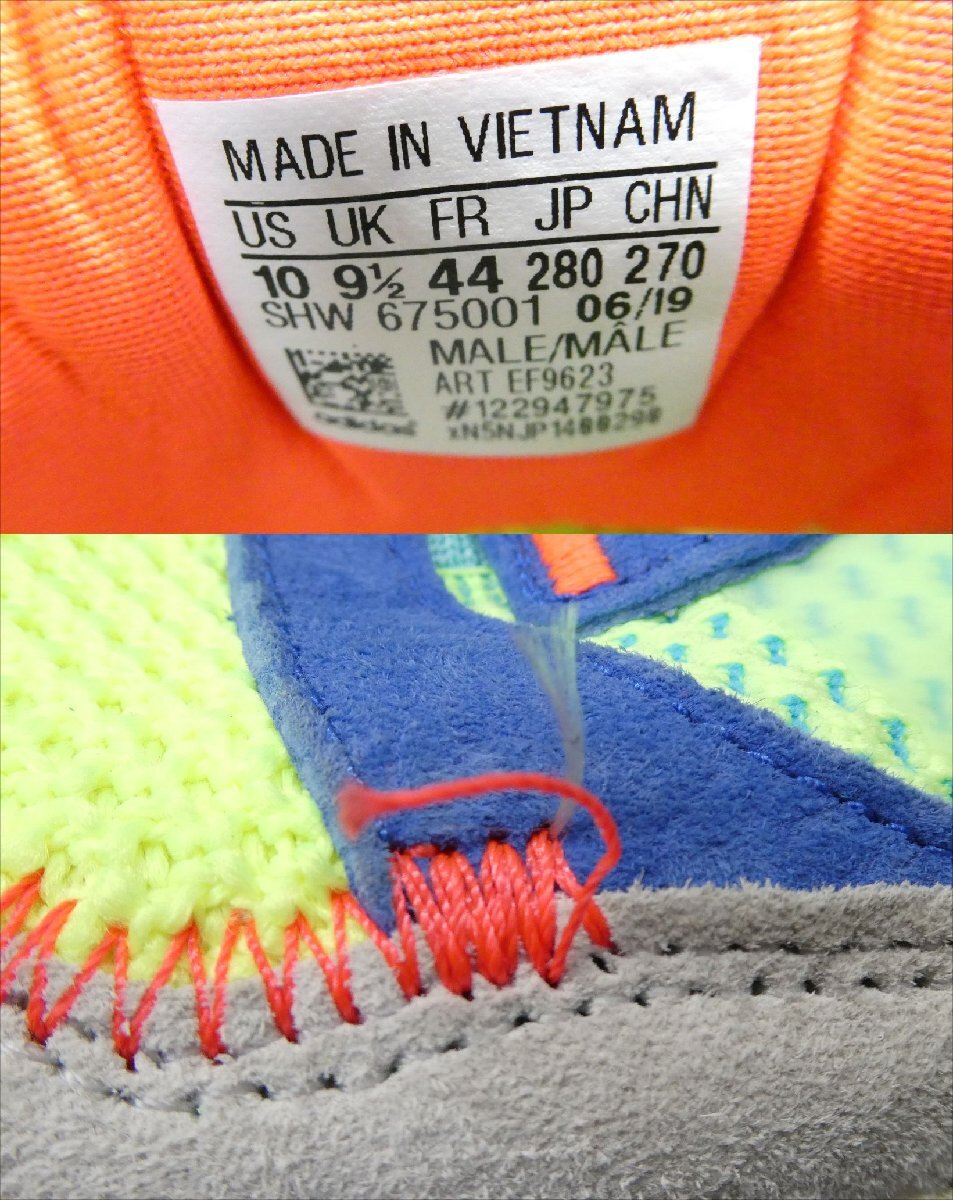 MADE IN VIETNAM
US UK FR JP CHN
10 9½ 44 280 270
SHW 675001 06/19
MALE/MÂLE
ART EF9623
#122947975
adidas